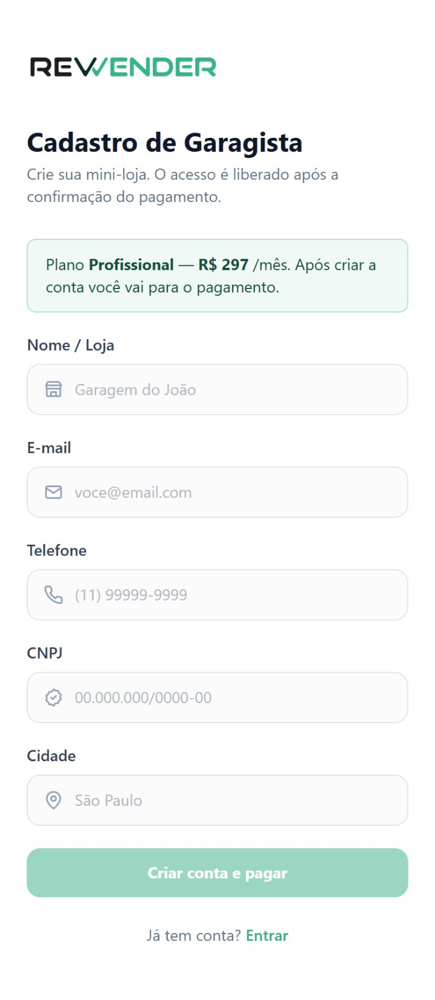 REVVENDER
Cadastro de Garagista
Crie sua mini-loja. O acesso é liberado após a
confirmação do pagamento.
Plano Profissional — R$ 297 /mês. Após criar a
conta você vai para o pagamento.
Nome / Loja
Garagem do João
E-mail
voce@email.com
Telefone
(11) 99999-9999
CNPJ
00.000.000/0000-00
Cidade
São Paulo
Criar conta e pagar
Já tem conta? Entrar